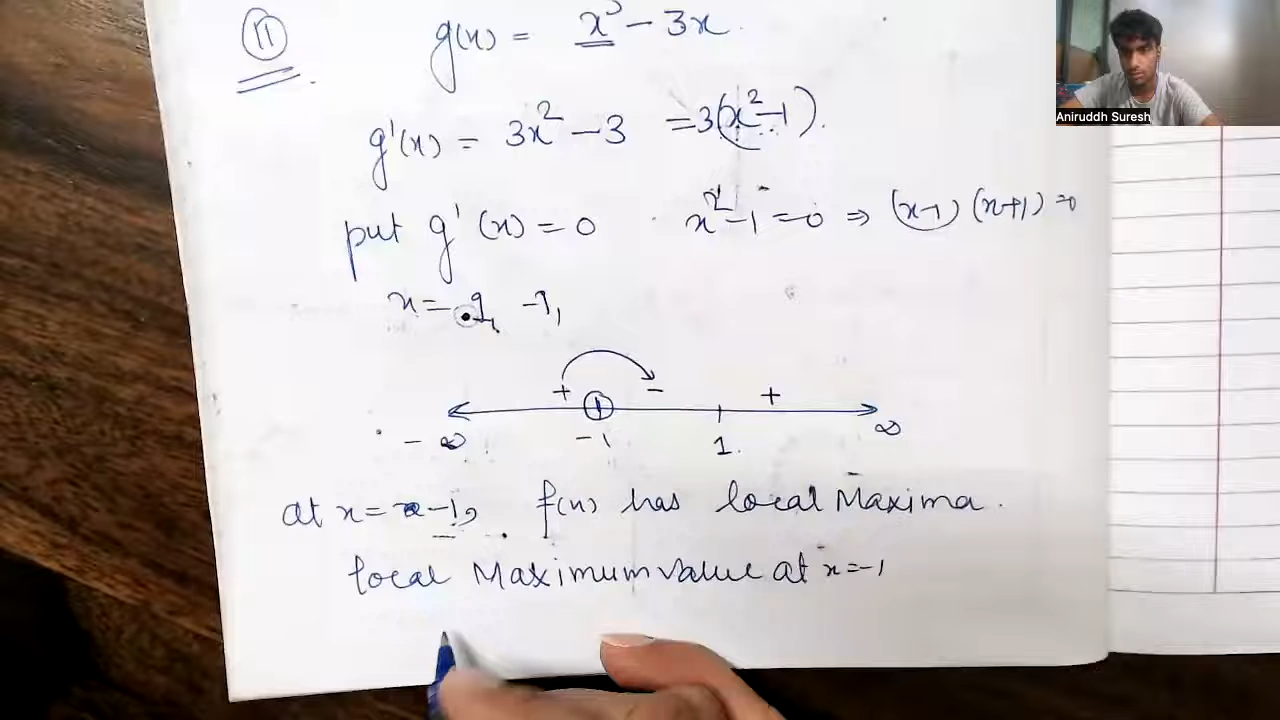 (ii) g(x) = x³ - 3x.
Aniruddh Suresh
g'(x) = 3x² - 3 = 3(x²-1).
put g'(x) = 0 x²-1 = 0 ⇒ (x-1) (x+1) = 0
x = 1, -1,
+ - +
- ∞ -1 1. ∞
at x = -1, f(x) has local Maxima.
local Maximum value at x = -1